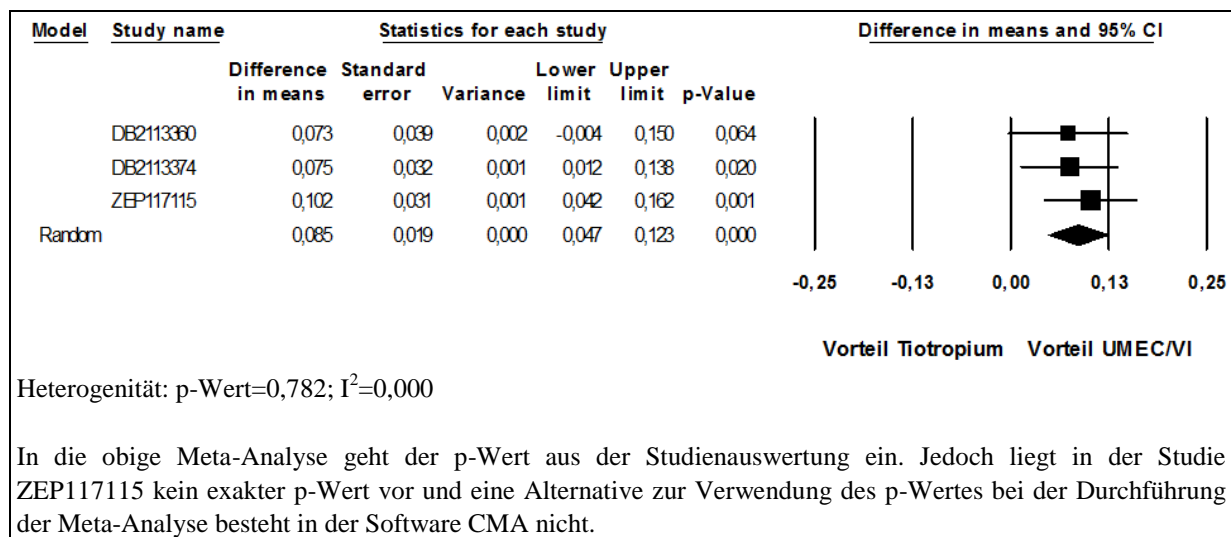 Model Study name Statistics for each study Difference in means and 95% CI
Difference Standard Lower Upper
in means error Variance limit limit p-Value
DB2113360 0,073 0,039 0,002 -0,004 0,150 0,064
DB2113374 0,075 0,032 0,001 0,012 0,138 0,020
ZEP117115 0,102 0,031 0,001 0,042 0,162 0,001
Random 0,085 0,019 0,000 0,047 0,123 0,000
-0,25 -0,13 0,00 0,13 0,25
Vorteil Tiotropium Vorteil UMEC/VI
Heterogenität: p-Wert=0,782; I²=0,000
In die obige Meta-Analyse geht der p-Wert aus der Studienauswertung ein. Jedoch liegt in der Studie
ZEP117115 kein exakter p-Wert vor und eine Alternative zur Verwendung des p-Wertes bei der Durchführung
der Meta-Analyse besteht in der Software CMA nicht.